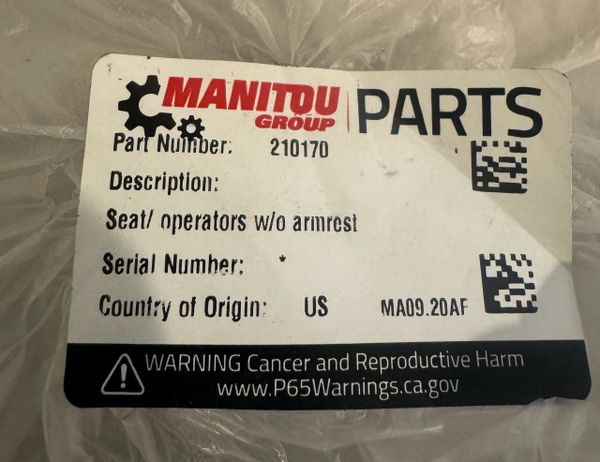 MANITOU
GROUP
PARTS
Part Number: 210170
Description:
Seat/ operators w/o armrest
Serial Number: *
Country of Origin: US MA09.20AF
WARNING Cancer and Reproductive Harm
www.P65Warnings.ca.gov